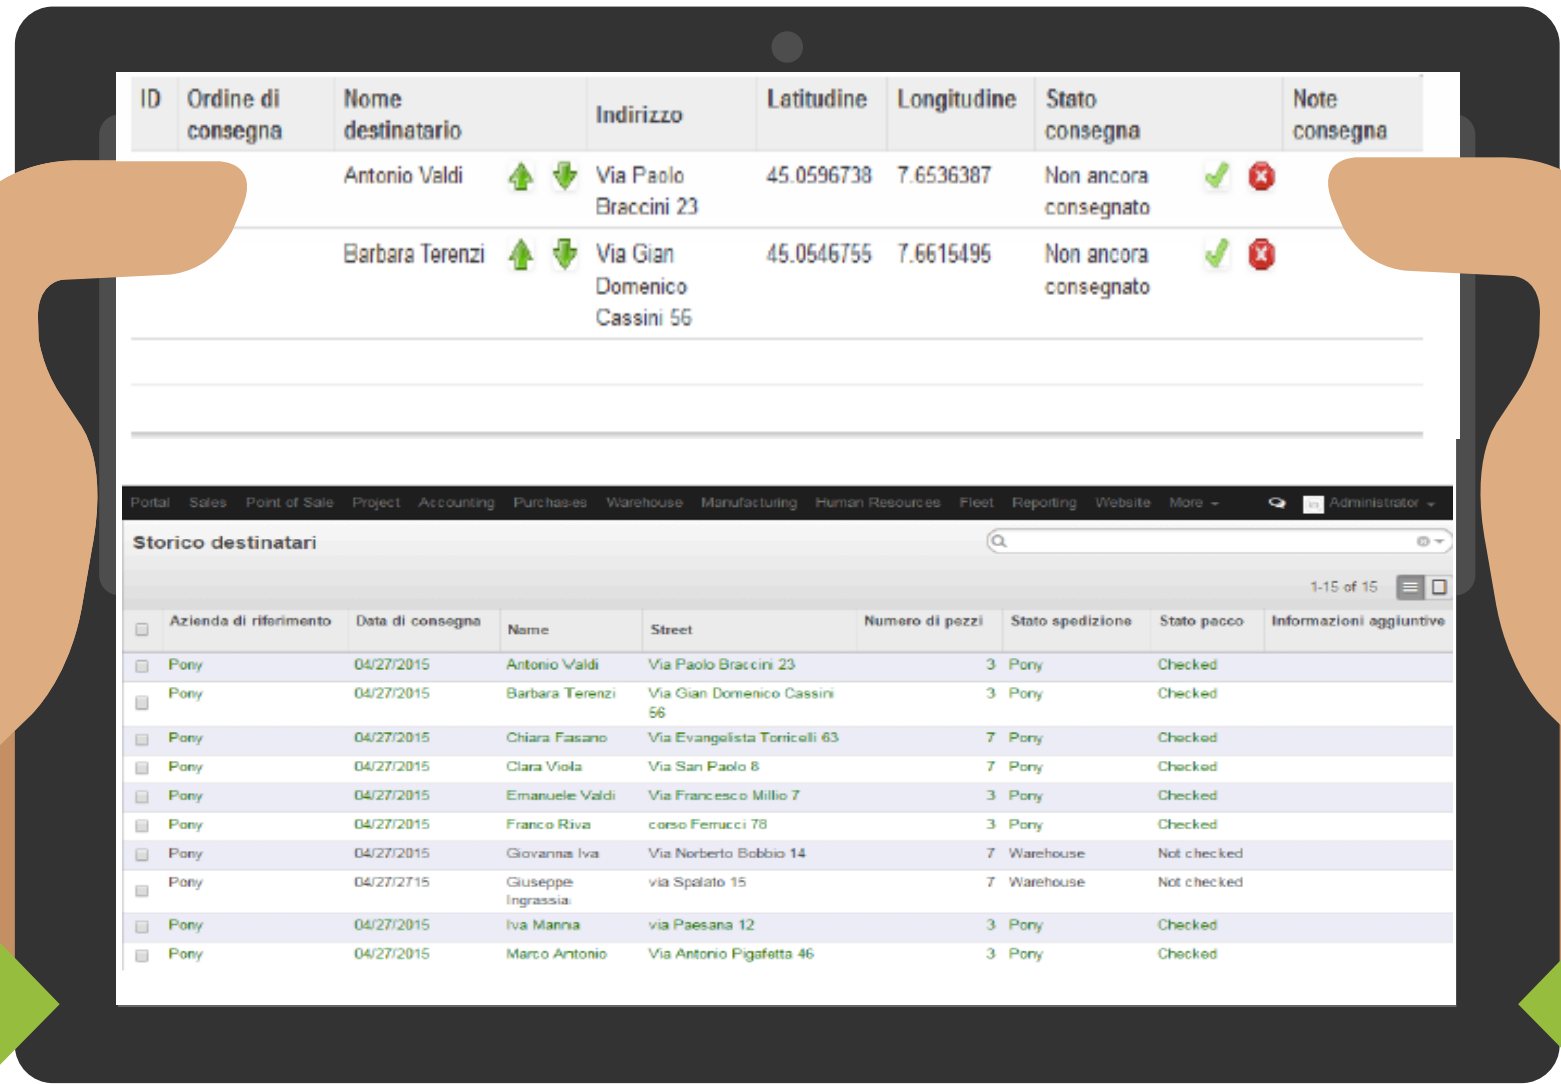 ID Ordine di consegna Nome destinatario Indirizzo Latitudine Longitudine Stato consegna Note consegna
Antonio Valdi Via Paolo Braccini 23 45.0596738 7.6536387 Non ancora consegnato
Barbara Terenzi Via Gian Domenico Cassini 56 45.0546755 7.6615495 Non ancora consegnato
Portal Sales Point of Sale Project Accounting Purchases Warehouse Manufacturing Human Resources Fleet Reporting Website More Administrator
Storico destinatari
1-15 of 15
Azienda di riferimento Data di consegna Name Street Numero di pezzi Stato spedizione Stato pacco Informazioni aggiuntive
Pony 04/27/2015 Antonio Valdi Via Paolo Braccini 23 3 Pony Checked
Pony 04/27/2015 Barbara Terenzi Via Gian Domenico Cassini 56 3 Pony Checked
Pony 04/27/2015 Chiara Fasano Via Evangelista Torricelli 63 7 Pony Checked
Pony 04/27/2015 Clara Viola Via San Paolo 8 7 Pony Checked
Pony 04/27/2015 Emanuele Valdi Via Francesco Millio 7 3 Pony Checked
Pony 04/27/2015 Franco Riva corso Ferrucci 78 3 Pony Checked
Pony 04/27/2015 Giovanna Iva Via Norberto Bobbio 14 7 Warehouse Not checked
Pony 04/27/2715 Giuseppe Ingrassia via Spalato 15 7 Warehouse Not checked
Pony 04/27/2015 Iva Manna via Paesana 12 3 Pony Checked
Pony 04/27/2015 Marco Antonio Via Antonio Pigafetta 46 3 Pony Checked